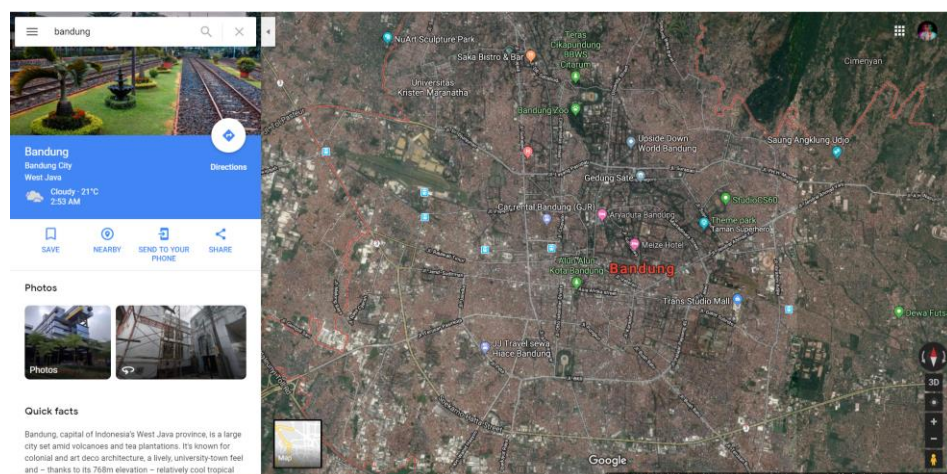 bandung
Bandung
Bandung City
West Java
Directions
Cloudy · 21°C
2:53 AM
SAVE
NEARBY
SEND TO YOUR
PHONE
SHARE
Photos
Photos
Quick facts
Bandung, capital of Indonesia's West Java province, is a large
city set amid volcanoes and tea plantations. It's known for
colonial and art deco architecture, a lively, university-town feel
and – thanks to its 768m elevation – relatively cool tropical
NuArt Sculpture Park
Saka Bistro & Bar
Teras
Cikapundung
BBWS
Citarum
Cimenyan
Universitas
Kristen Maranatha
Bandung Zoo
Upside Down
World Bandung
Saung Angklung Udjo
Gedung Sate
StudioCS60
Car rental Bandung (GJR)
Aryaduta Bandung
Theme park
Taman Superhero
Meize Hotel
Alun Alun
Kota Bandung
Bandung
Trans Studio Mall
Dewa Futs
JJ Travel sewa
Hiace Bandung
3D
Map
Google